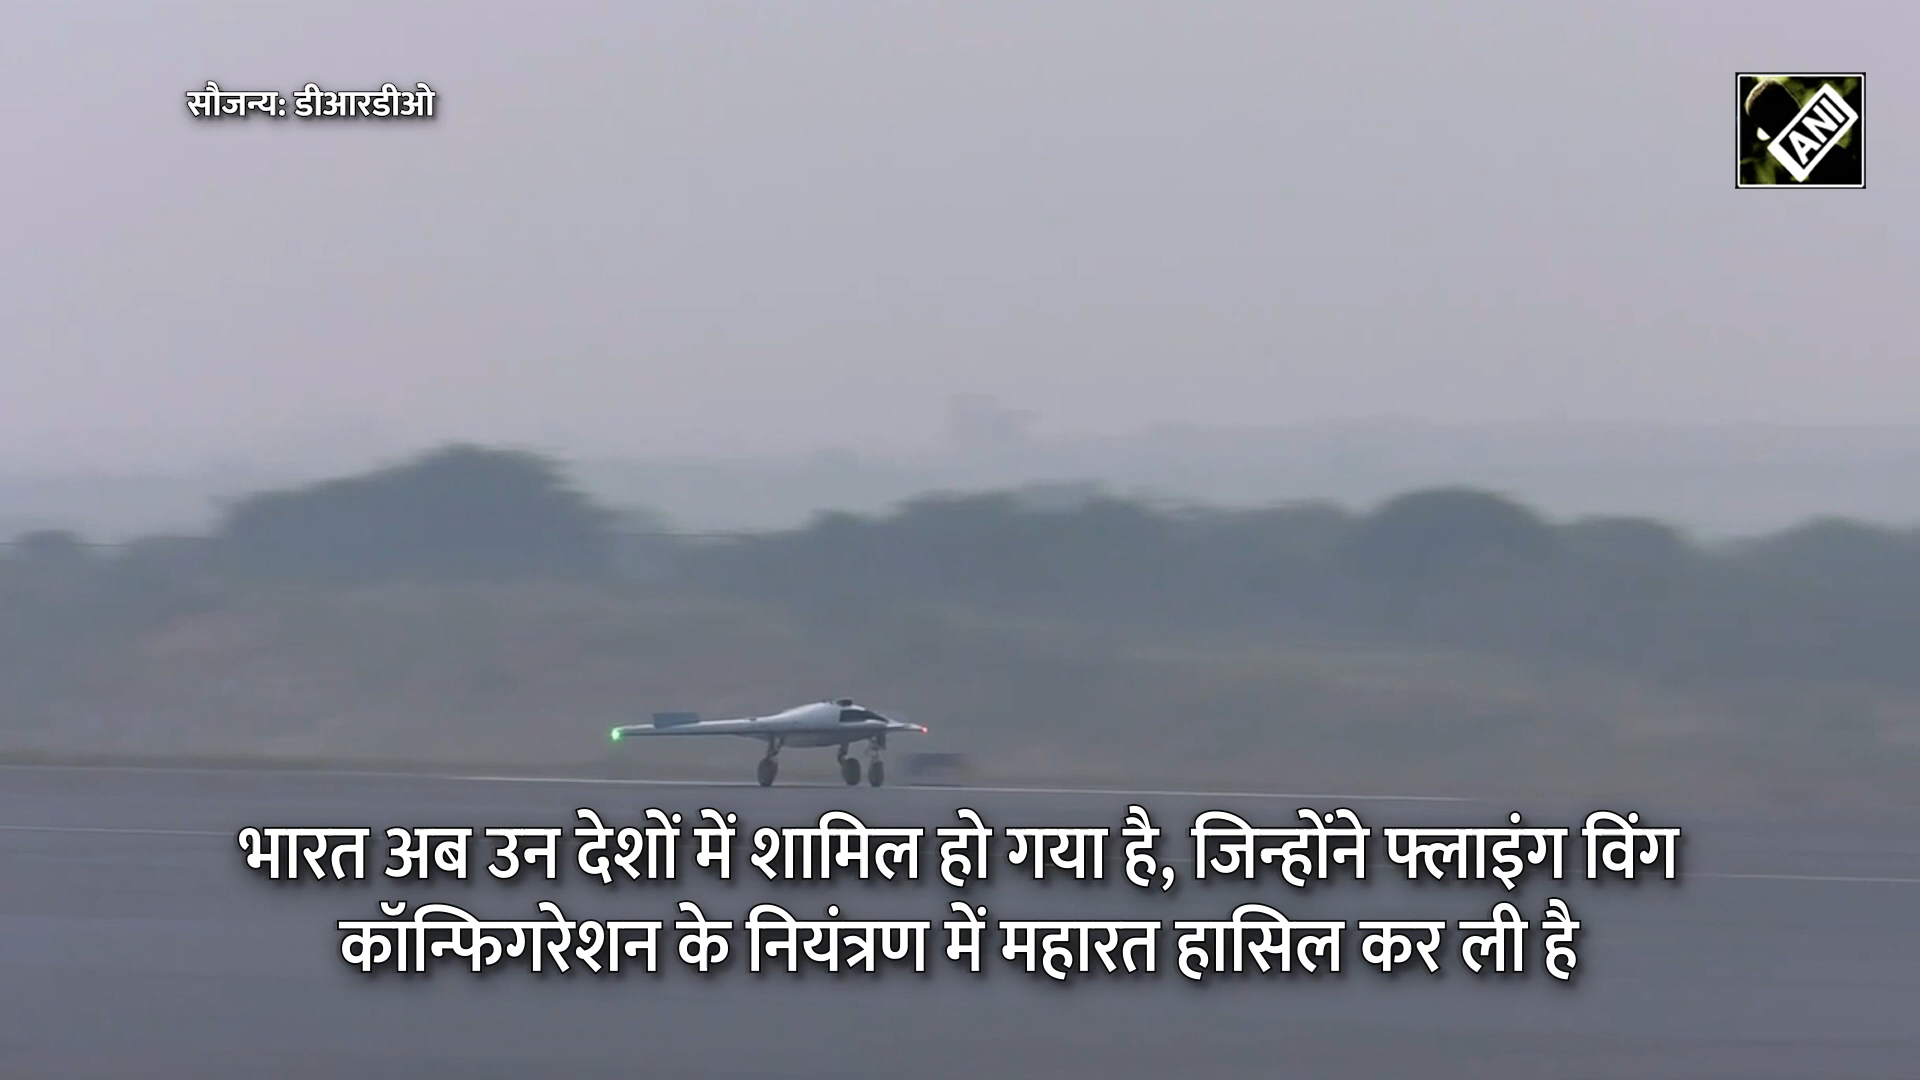 सौजन्य: डीआरडीओ
ANI
भारत अब उन देशों में शामिल हो गया है, जिन्होंने फ्लाइंग विंग
कॉन्फिगरेशन के नियंत्रण में महारत हासिल कर ली है